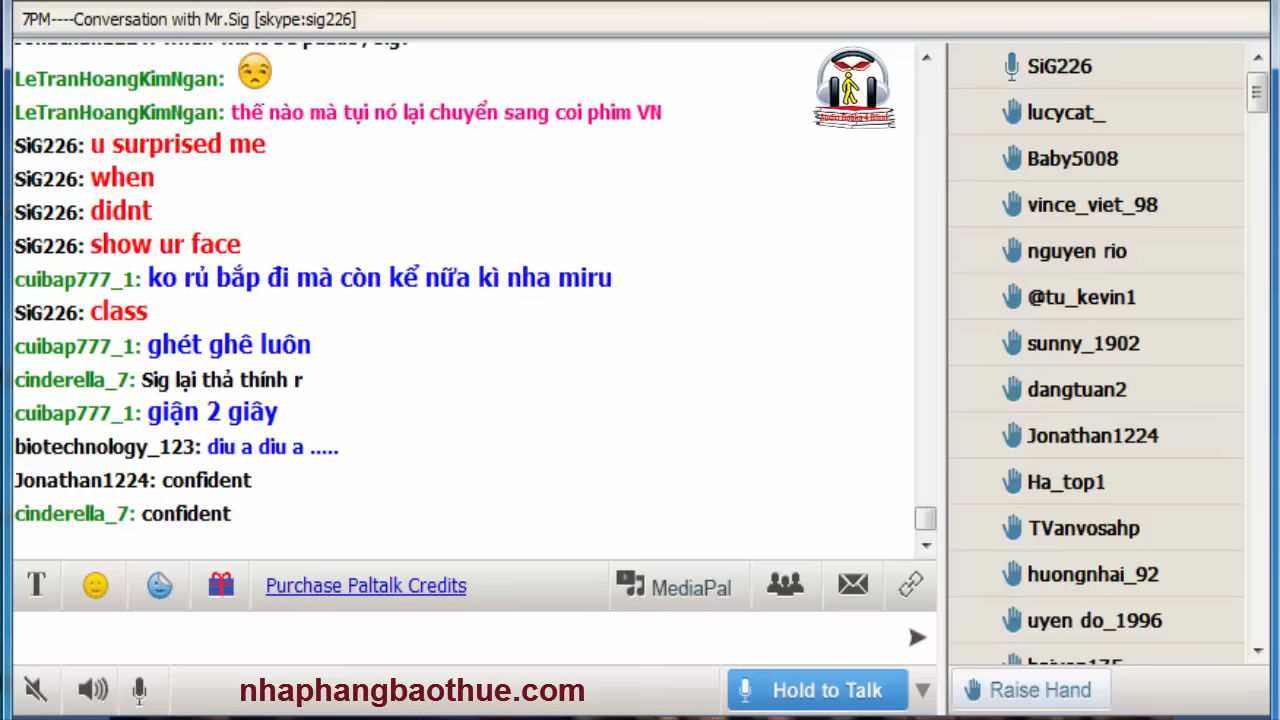 7PM----Conversation with Mr.Sig [skype:sig226]
LeTranHoangKimNgan:
LeTranHoangKimNgan: thế nào mà tụi nó lại chuyển sang coi phim VN
SiG226: u surprised me
SiG226: when
SiG226: didnt
SiG226: show ur face
cuibap777_1: ko rủ bắp đi mà còn kể nữa kì nha miru
SiG226: class
cuibap777_1: ghét ghê luôn
cinderella_7: Sig lại thả thính r
cuibap777_1: giận 2 giây
biotechnology_123: diu a diu a .....
Jonathan1224: confident
cinderella_7: confident
Audio Books 4 Blind
T
Purchase Paltalk Credits
MediaPal
nhaphangbaothue.com
Hold to Talk
SiG226
lucycat_
Baby5008
vince_viet_98
nguyen rio
@tu_kevin1
sunny_1902
dangtuan2
Jonathan1224
Ha_top1
TVanvosahp
huongnhai_92
uyen do_1996
Raise Hand